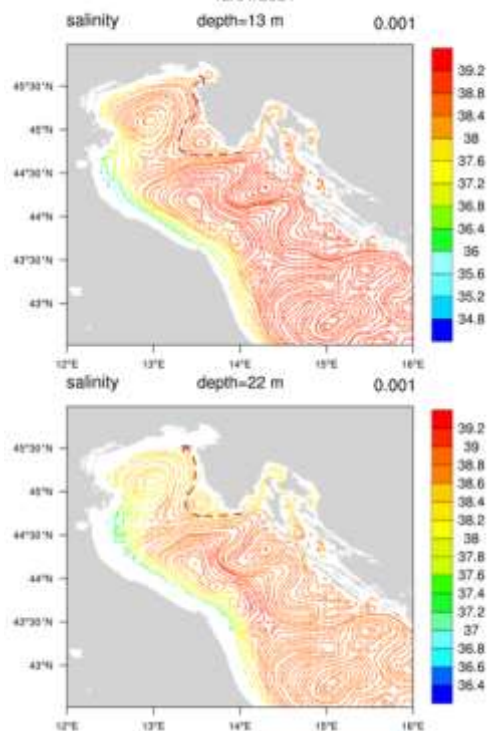 salinity depth=13 m 0.001
45°30'N
45°N
44°30'N
44°N
43°30'N
43°N
12°E 13°E 14°E 15°E 16°E
39.2
38.8
38.4
38
37.6
37.2
36.8
36.4
36
35.6
35.2
34.8
salinity depth=22 m 0.001
45°30'N
45°N
44°30'N
44°N
43°30'N
43°N
12°E 13°E 14°E 15°E 16°E
39.2
39
38.8
38.6
38.4
38.2
38
37.8
37.6
37.4
37.2
37
36.8
36.6
36.4